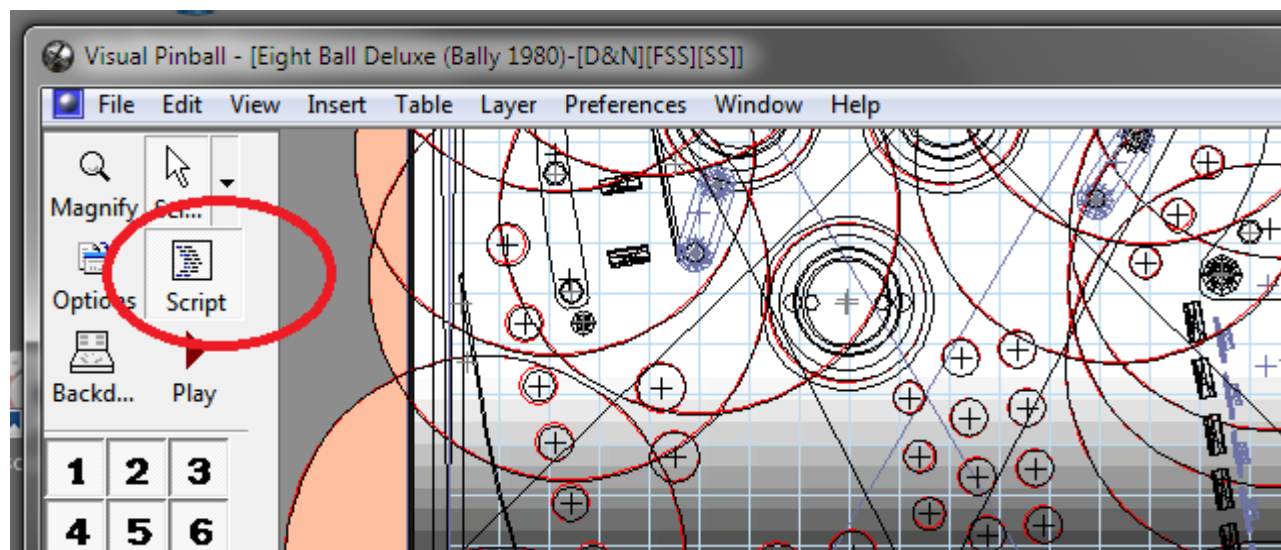 Visual Pinball - [Eight Ball Deluxe (Bally 1980)-[D&N][FSS][SS]]
File Edit View Insert Table Layer Preferences Window Help
Magnify
Options Script
Backd... Play
1 2 3
4 5 6